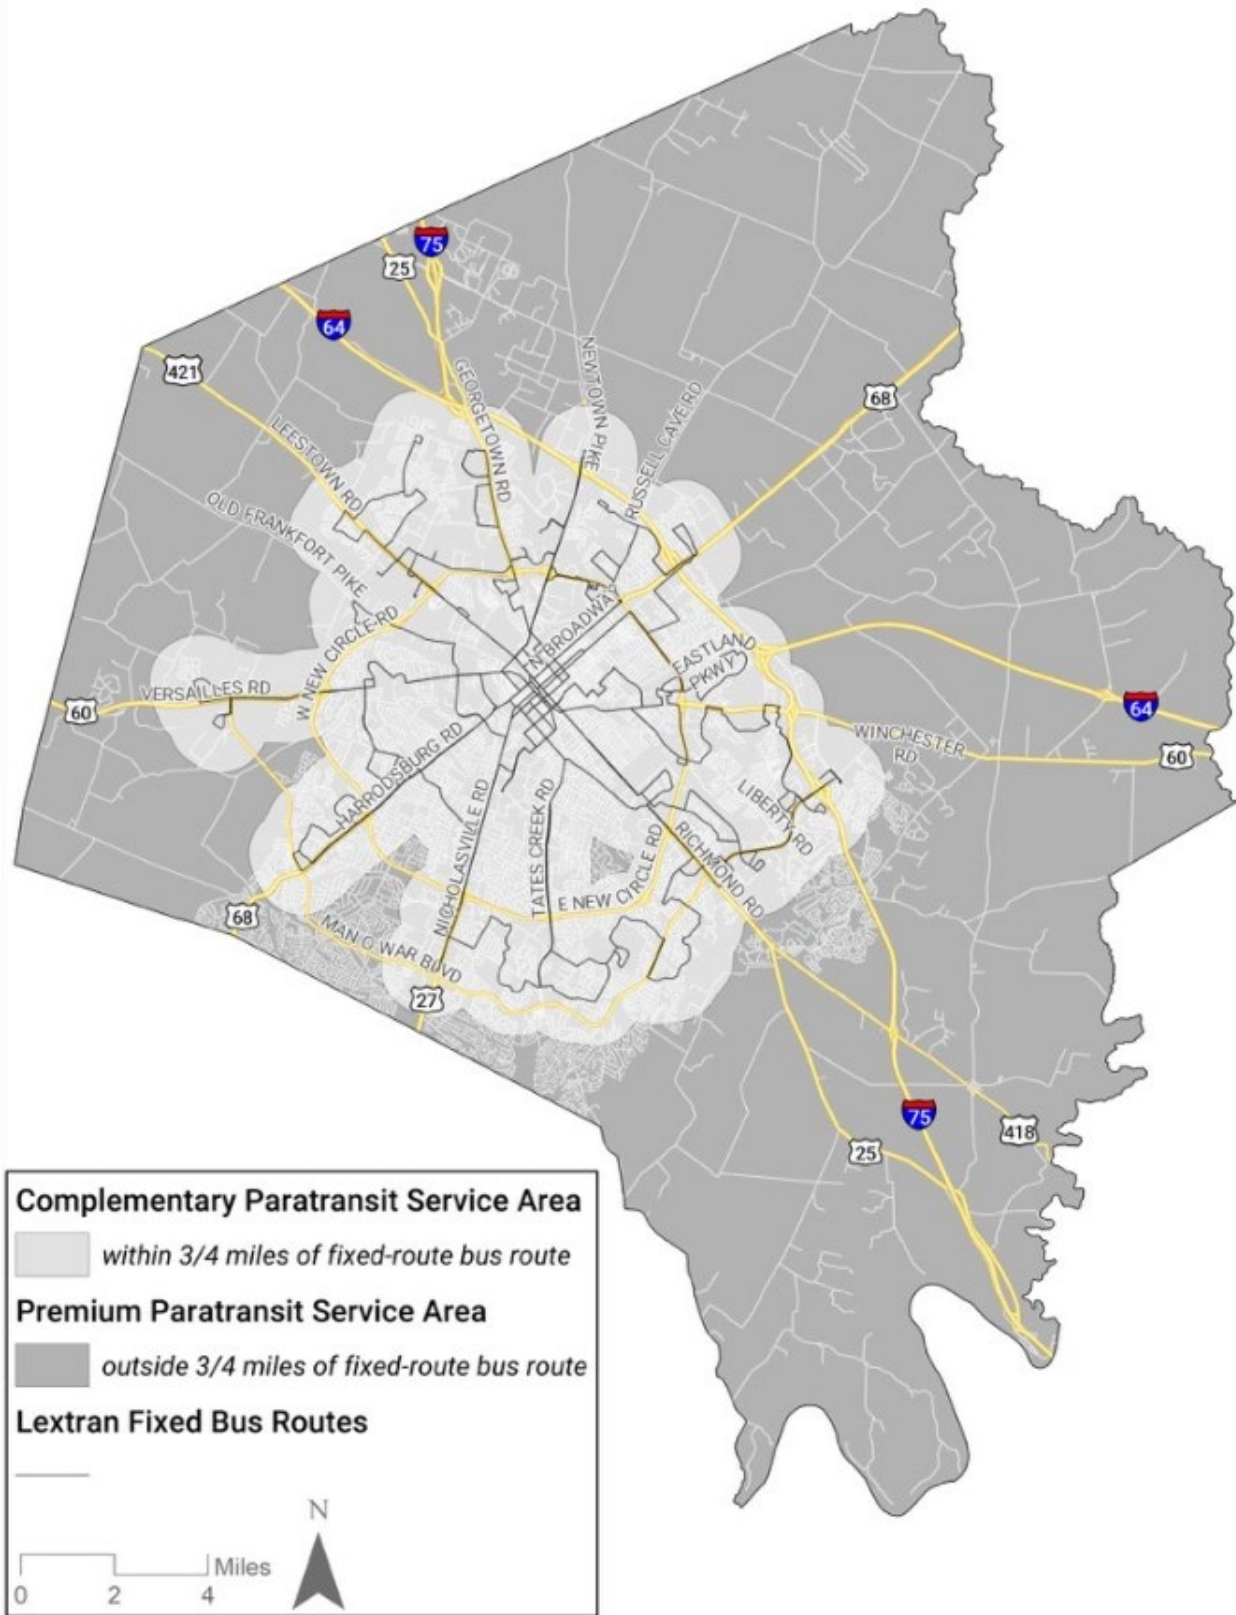 75
25
64
421
NEWTOWN PIKE
GEORGETOWN RD
RUSSELL CAVE RD
68
LEESTOWN RD
OLD FRANKFORT PIKE
N BROADWAY
W NEW CIRCLE RD
EASTLAND
PKWY
VERSAILLES RD
60
64
WINCHESTER
RD
60
HARRODSBURG RD
NICHOLASVIVLE RD
TATES CREEK RD
LIBERTY RD
RICHMOND RD
E NEW CIRCLE RD
68
MAN O WAR BLVD
27
75
418
25
Complementary Paratransit Service Area
within 3/4 miles of fixed-route bus route
Premium Paratransit Service Area
outside 3/4 miles of fixed-route bus route
Lextran Fixed Bus Routes
N
Miles
0 2 4